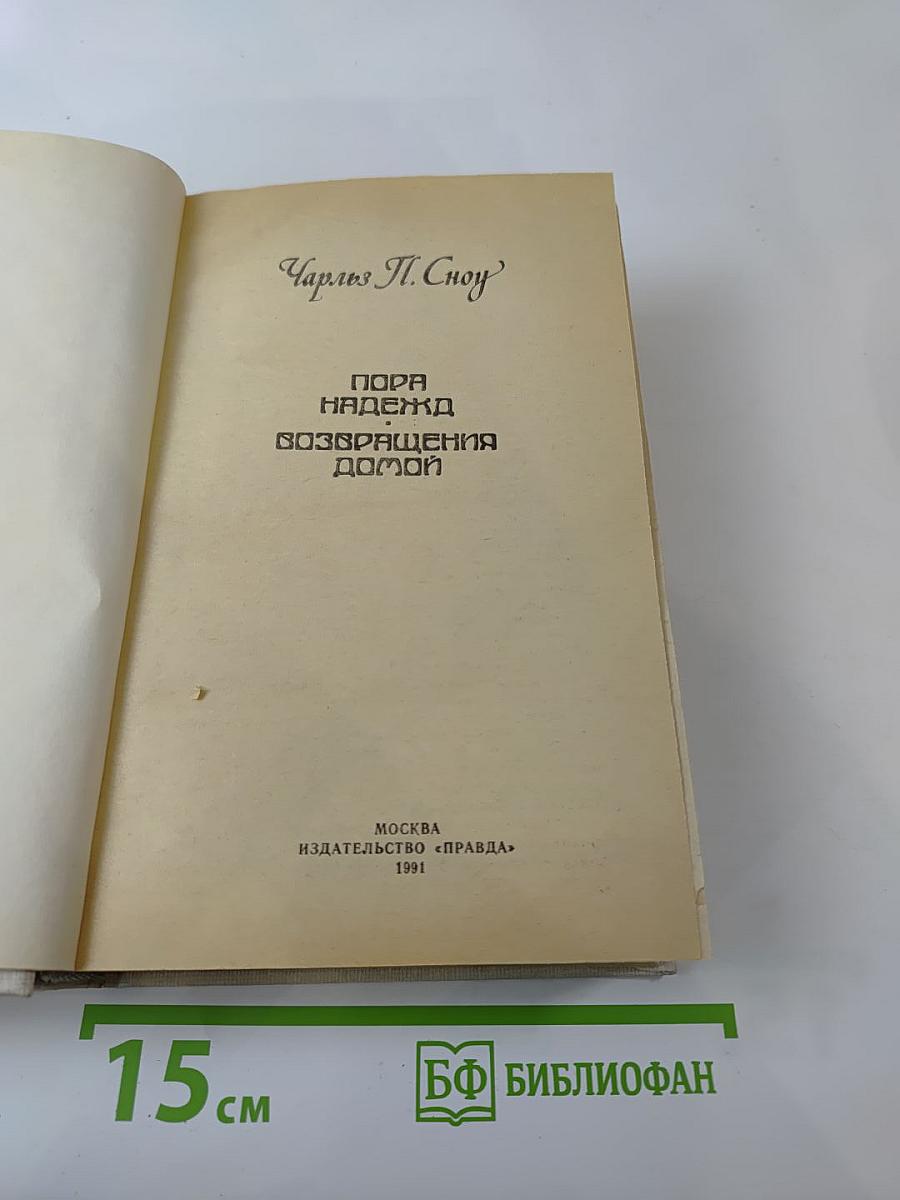 Чарльз П. Сноу
ПОРА
НАДЕЖД
·
ВОЗВРАЩЕНИЯ
ДОМОЙ
МОСКВА
ИЗДАТЕЛЬСТВО «ПРАВДА»
1991
15 см
БФ БИБЛИОФАН